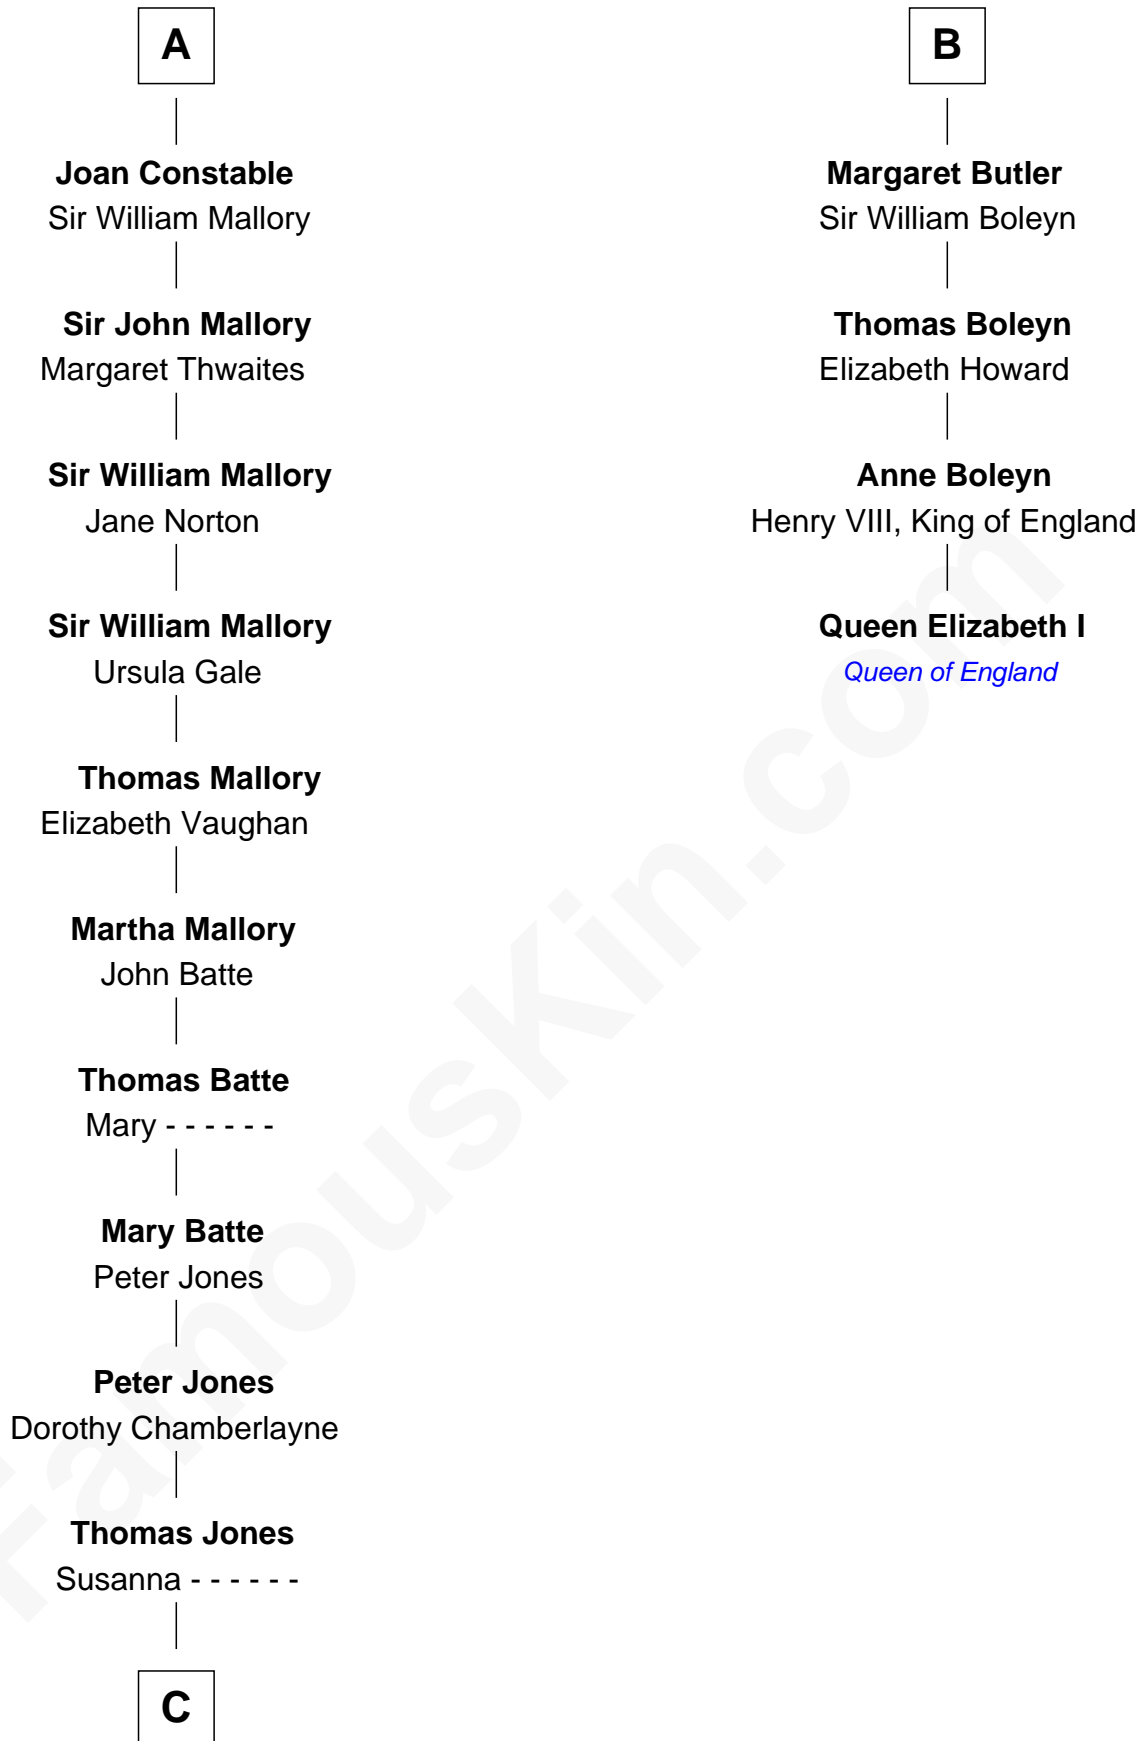 A
Joan Constable
Sir William Mallory
Sir John Mallory
Margaret Thwaites
Sir William Mallory
Jane Norton
Sir William Mallory
Ursula Gale
Thomas Mallory
Elizabeth Vaughan
Martha Mallory
John Batte
Thomas Batte
Mary - - - - - -
Mary Batte
Peter Jones
Peter Jones
Dorothy Chamberlayne
Thomas Jones
Susanna - - - - - -
C
B
Margaret Butler
Sir William Boleyn
Thomas Boleyn
Elizabeth Howard
Anne Boleyn
Henry VIII, King of England
Queen Elizabeth I
Queen of England
FamousKin.com